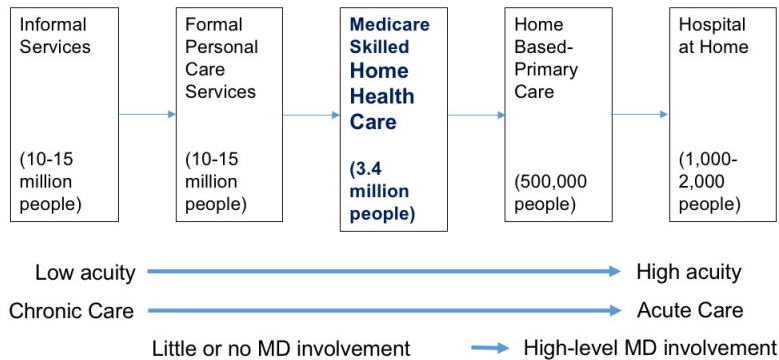 Informal
Services
(10-15
million
people)
Formal
Personal
Care
Services
(10-15
million
people)
Medicare
Skilled
Home
Health
Care
(3.4
million
people)
Home
Based-
Primary
Care
(500,000
people)
Hospital
at Home
(1,000-
2,000
people)
Low acuity
High acuity
Chronic Care
Acute Care
Little or no MD involvement
High-level MD involvement